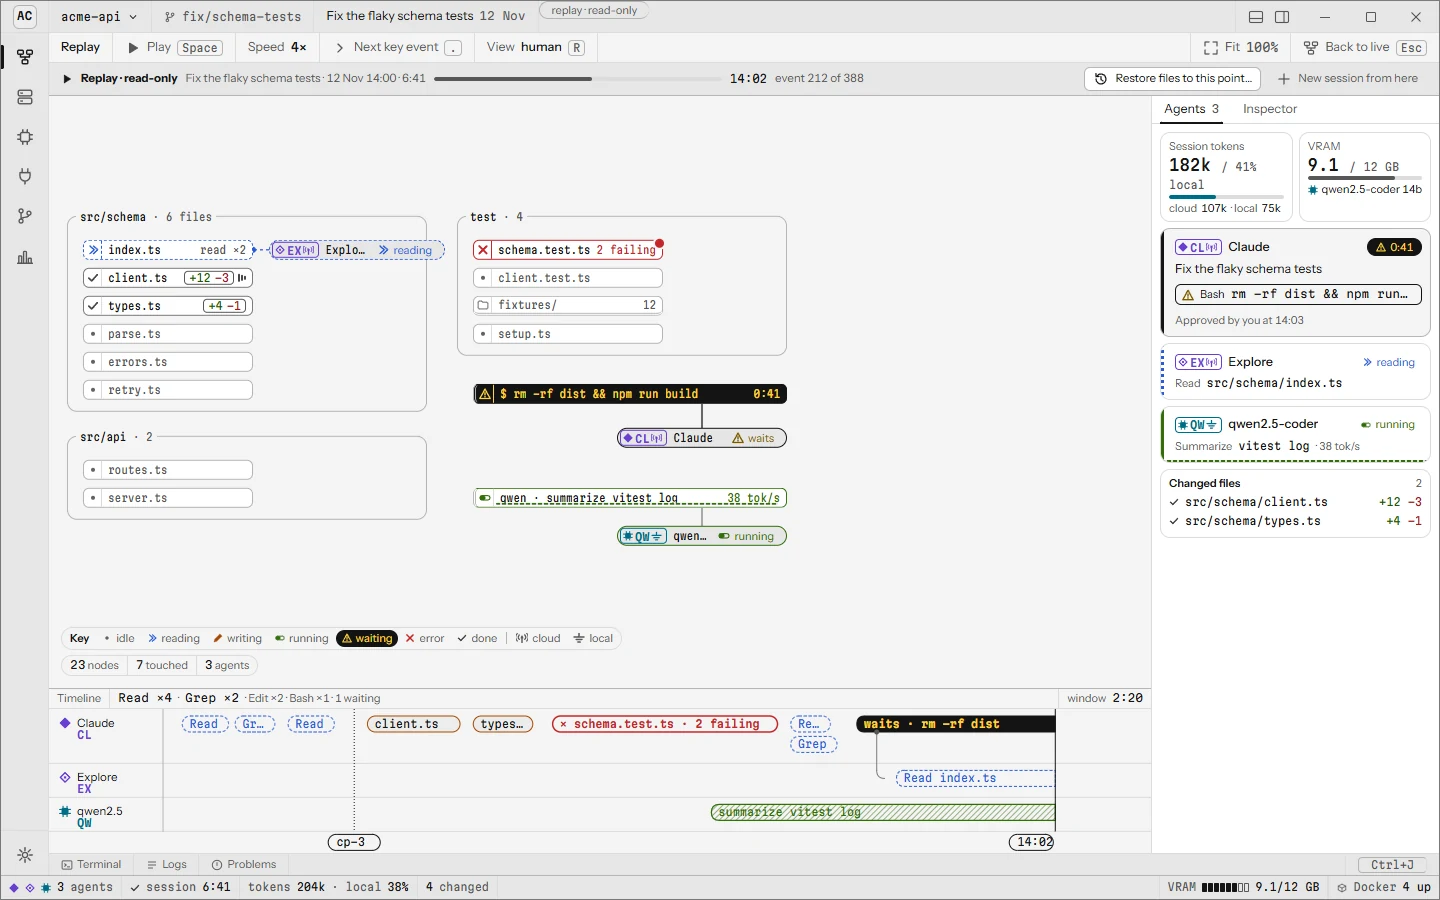 AC acme-api fix/schema-tests Fix the flaky schema tests 12 Nov replay·read-only
Replay Play Space Speed 4× Next key event . View human R Fit 100% Back to live Esc
Replay·read-only Fix the flaky schema tests·12 Nov 14:00·6:41 14:02 event 212 of 388 Restore files to this point... New session from here
Agents 3 Inspector
Session tokens
182k / 41%
local
cloud 107k·local 75k
VRAM
9.1 / 12 GB
qwen2.5-coder 14b
src/schema · 6 files
index.ts read ×2 EX Explo… reading
client.ts +12 −3
types.ts +4 −1
parse.ts
errors.ts
retry.ts
src/api · 2
routes.ts
server.ts
test · 4
schema.test.ts 2 failing
client.test.ts
fixtures/ 12
setup.ts
$ rm −rf dist && npm run build 0:41
CL Claude waits
qwen · summarize vitest log 38 tok/s
QW qwen… running
CL Claude 0:41
Fix the flaky schema tests
Bash rm −rf dist && npm run…
Approved by you at 14:03
EX Explore reading
Read src/schema/index.ts
QW qwen2.5-coder running
Summarize vitest log ·38 tok/s
Changed files 2
src/schema/client.ts +12 −3
src/schema/types.ts +4 −1
Key idle reading writing running waiting error done cloud local
23 nodes 7 touched 3 agents
Timeline Read ×4 · Grep ×2 ·Edit ×2·Bash ×1·1 waiting window 2:20
Claude
CL
Read Gr… Read client.ts types… × schema.test.ts · 2 failing Re… waits · rm −rf dist
Grep
Explore
EX
Read index.ts
qwen2.5
QW
summarize vitest log
cp-3 14:02
Terminal Logs Problems Ctrl+J
3 agents session 6:41 tokens 204k · local 38% 4 changed VRAM 9.1/12 GB Docker 4 up